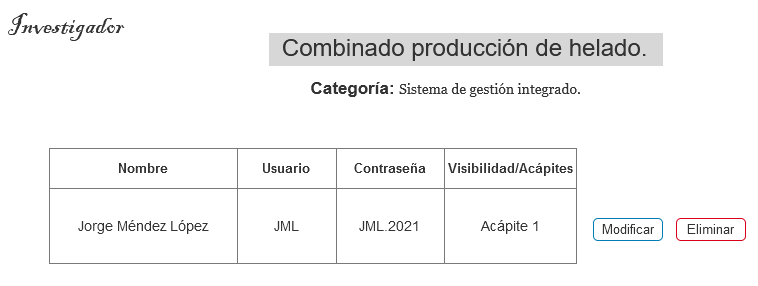 Investigador
Combinado producción de helado.
Categoría: Sistema de gestión integrado.
Nombre Usuario Contraseña Visibilidad/Acápites
Jorge Méndez López JML JML.2021 Acápite 1 Modificar Eliminar